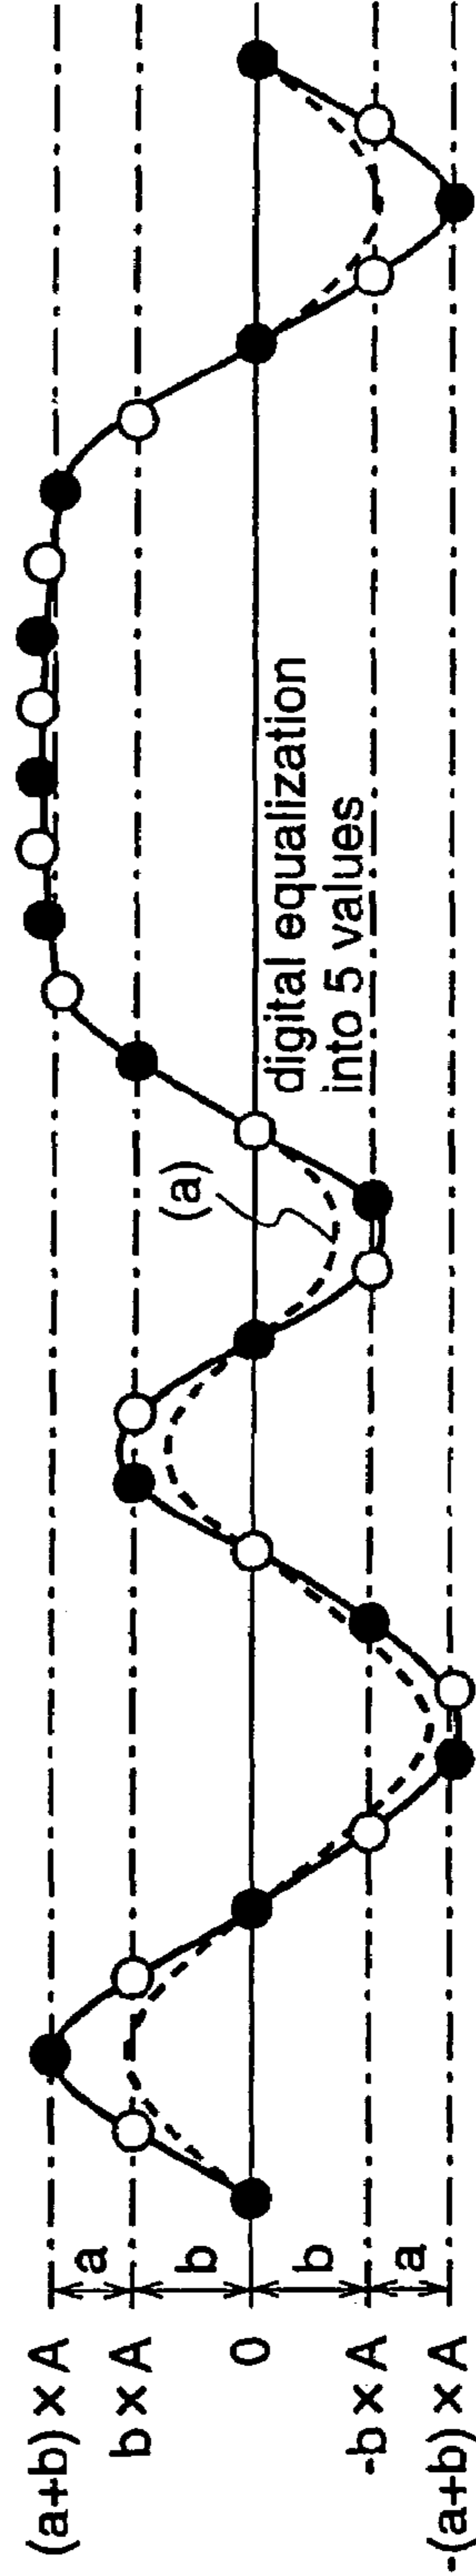 (a+b) × A
b × A
0
-b × A
-(a+b) × A
a
b
b
a
(a)
digital equalization
into 5 values